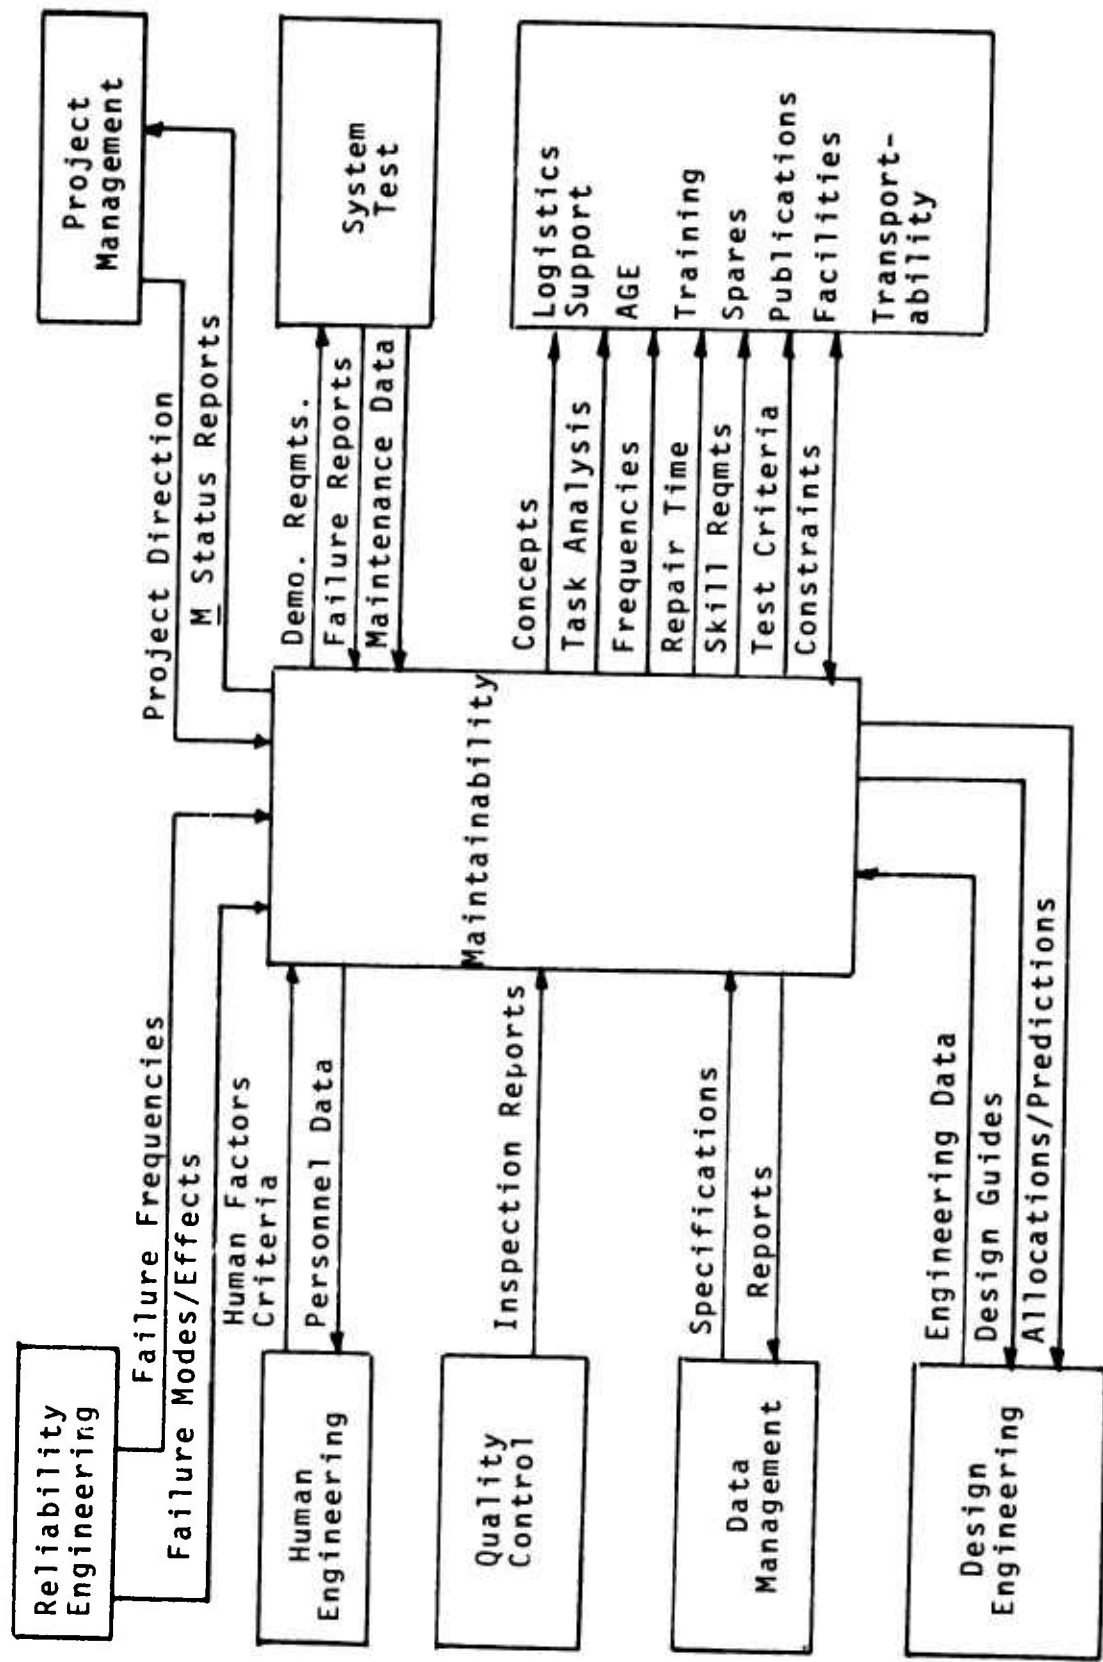 Reliability
Engineering
Failure Frequencies
Failure Modes/Effects
Project Direction
M Status Reports
Project
Management
Human
Engineering
Human Factors
Criteria
Personnel Data
Quality
Control
Inspection Reports
Data
Management
Specifications
Reports
Design
Engineering
Engineering Data
Design Guides
Allocations/Predictions
Maintainability
Demo. Reqmts.
Failure Reports
Maintenance Data
System
Test
Concepts
Task Analysis
Frequencies
Repair Time
Skill Reqmts
Test Criteria
Constraints
Logistics
Support
AGE
Training
Spares
Publications
Facilities
Transport-
ability